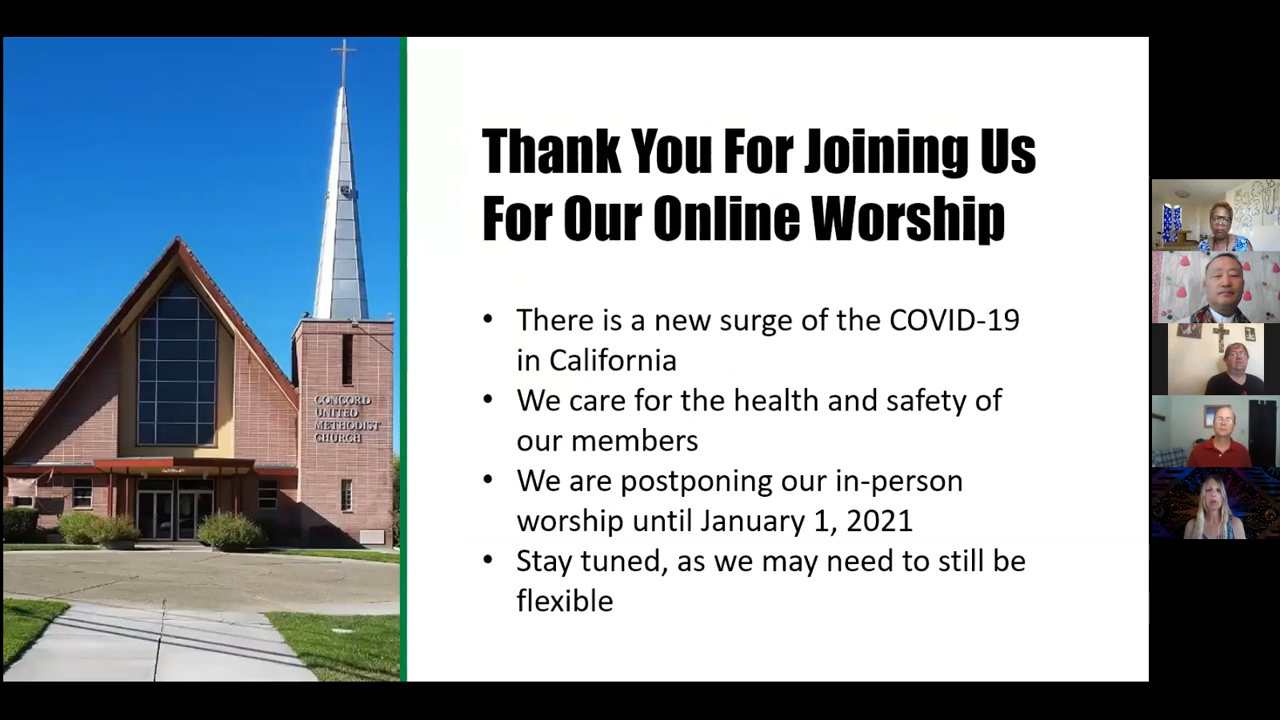 CONCORD
UNITED
METHODIST
CHURCH
Thank You For Joining Us
For Our Online Worship
• There is a new surge of the COVID-19
in California
• We care for the health and safety of
our members
• We are postponing our in-person
worship until January 1, 2021
• Stay tuned, as we may need to still be
flexible